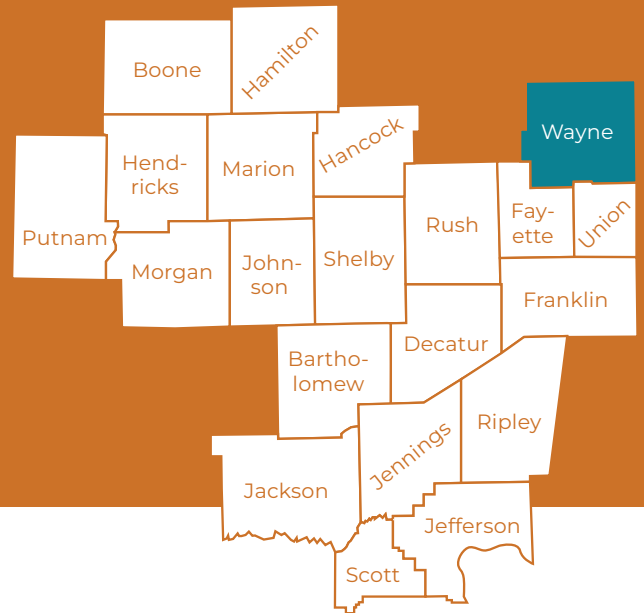 Boone
Hamilton
Wayne
Hend-
ricks
Marion
Hancock
Putnam
Morgan
John-
son
Shelby
Rush
Fay-
ette
Union
Franklin
Decatur
Bartho-
lomew
Ripley
Jennings
Jackson
Jefferson
Scott